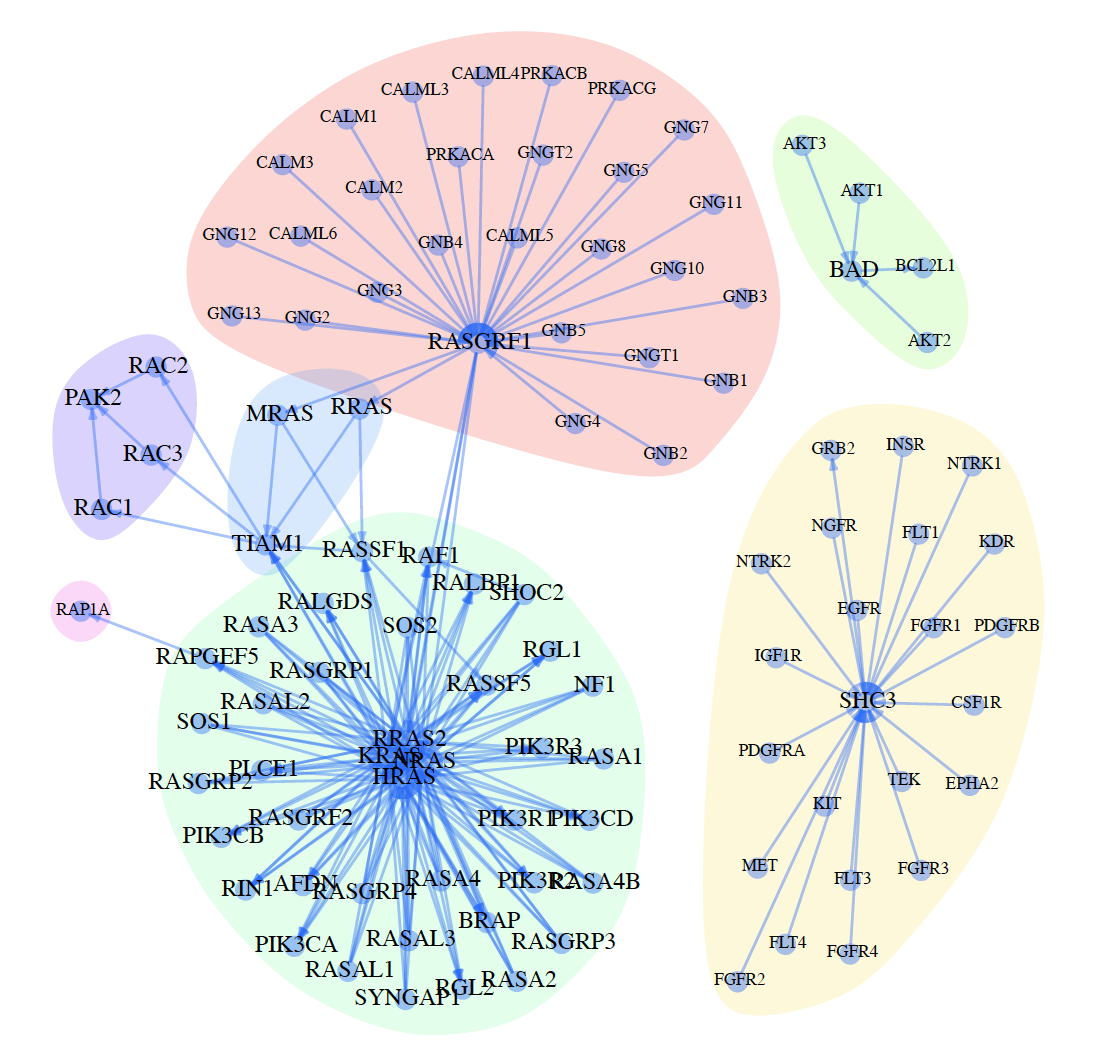 CALML4
PRKACB
CALML3
PRKACG
CALM1
GNG7
PRKACA
GNGT2
CALM3
GNG5
CALM2
GNG11
GNG12
CALML6
CALML5
GNB4
GNG8
GNG10
GNG3
GNB3
GNG13
GNG2
GNB5
RASGRF1
GNGT1
GNB1
GNG4
GNB2
AKT3
AKT1
BAD
BCL2L1
AKT2
RAC2
PAK2
RAC3
RAC1
MRAS
RRAS
TIAM1
RAP1A
RASSF1
RAF1
RALBP1
SHOC2
RALGDS
RASA3
SOS2
RAPGEF5
RASGRP1
RGL1
RASSF5
NF1
RASAL2
SOS1
RRAS2
KRAS
NRAS
HRAS
PIK3R3
RASA1
PLCE1
RASGRP2
RASGRF2
PIK3CB
PIK3R1
PIK3CD
RIN1
AFDN
RASGRP4
RASA4
PIK3R2
RASA4B
BRAP
PIK3CA
RASAL3
RASGRP3
RASAL1
SYNGAP1
RGL2
RASA2
GRB2
INSR
NTRK1
NGFR
FLT1
KDR
NTRK2
EGFR
FGFR1
PDGFRB
IGF1R
SHC3
CSF1R
PDGFRA
TEK
EPHA2
KIT
MET
FLT3
FGFR3
FLT4
FGFR4
FGFR2